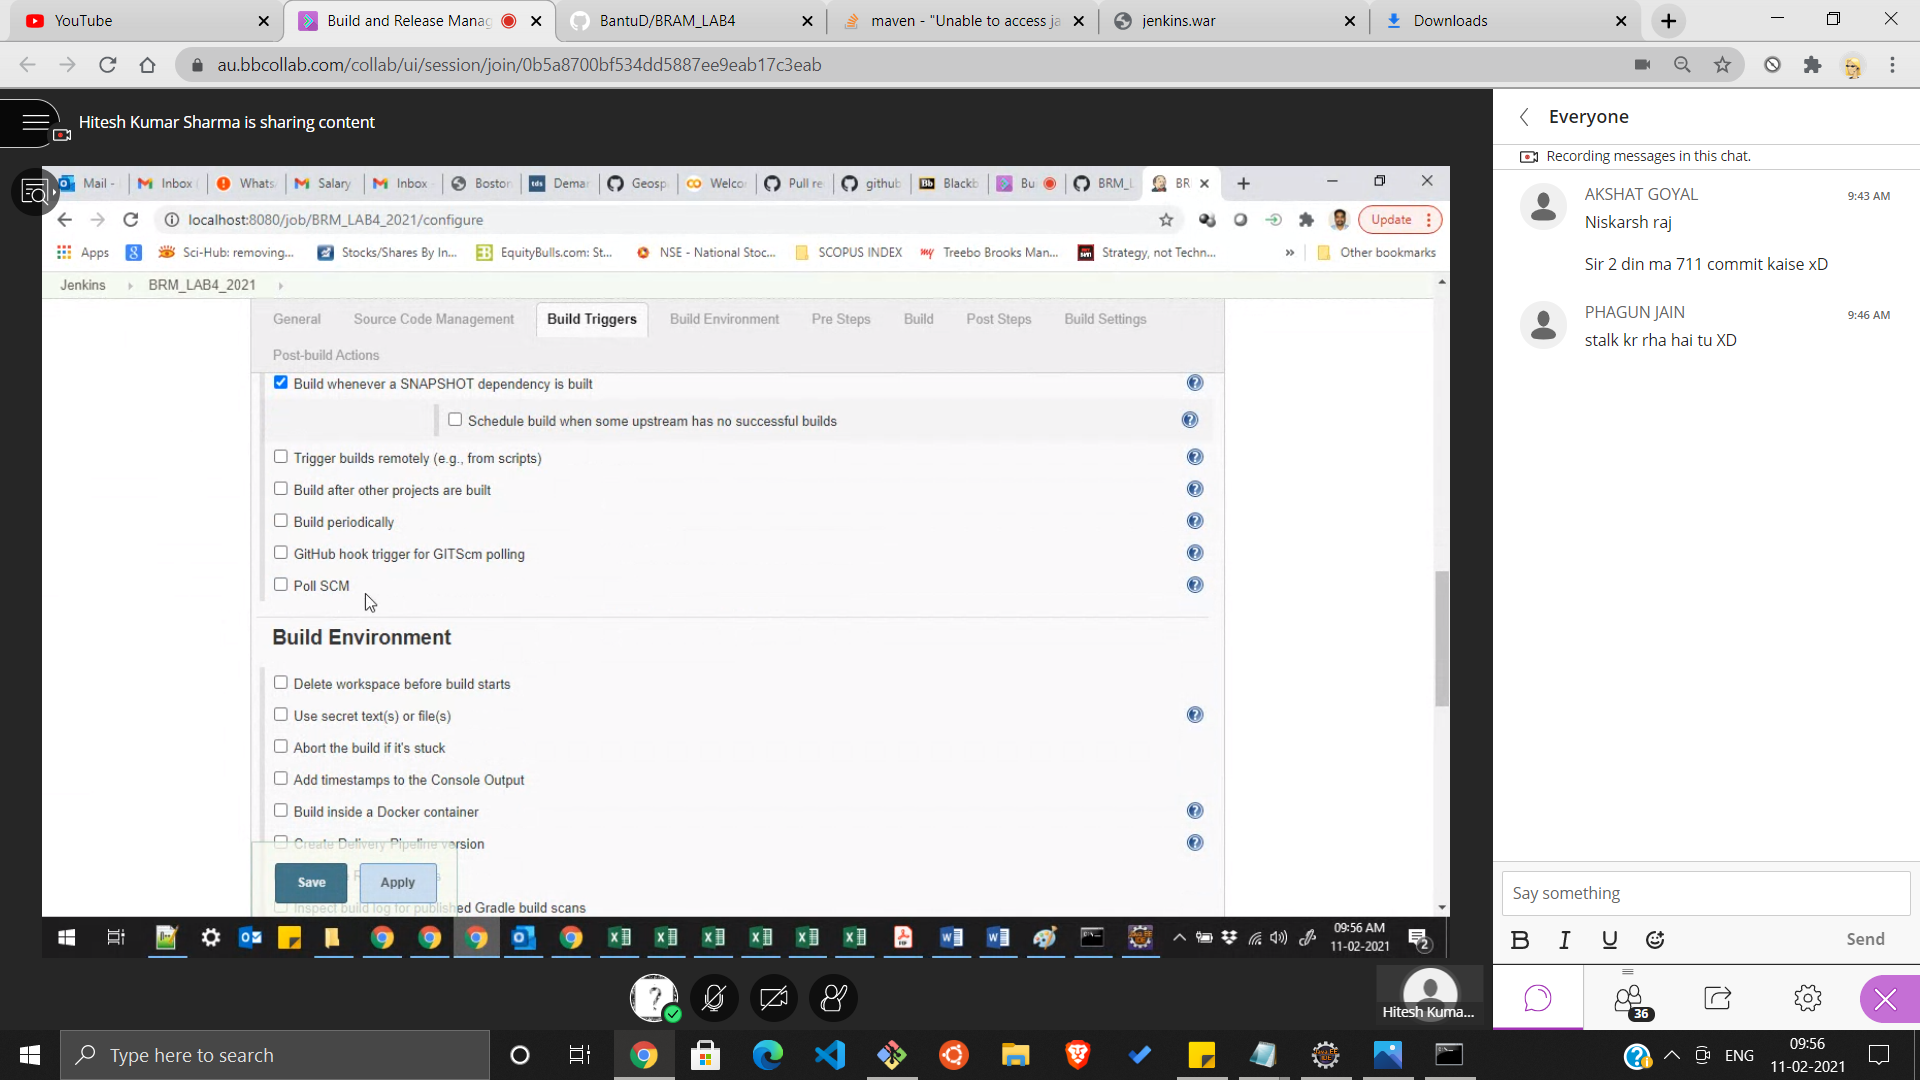 YouTube
Build and Release Manag
BantuD/BRAM_LAB4
maven - "Unable to access ja
jenkins.war
Downloads
au.bbcollab.com/collab/ui/session/join/0b5a8700bf534dd5887ee9eab17c3eab
Hitesh Kumar Sharma is sharing content
Mail -
Inbox
Whats
Salary
Inbox
Boston
tds
Demar
Geosp
Welco
Pull re
github
Bb
Blackb
Bu
BRM_L
BR
localhost:8080/job/BRM_LAB4_2021/configure
Update
Apps
Sci-Hub: removing...
Stocks/Shares By In...
EquityBulls.com: St...
NSE - National Stoc...
SCOPUS INDEX
Treebo Brooks Man...
Strategy, not Techn...
»
Other bookmarks
Jenkins
BRM_LAB4_2021
General
Source Code Management
Build Triggers
Build Environment
Pre Steps
Build
Post Steps
Build Settings
Post-build Actions
Build whenever a SNAPSHOT dependency is built
Schedule build when some upstream has no successful builds
Trigger builds remotely (e.g., from scripts)
Build after other projects are built
Build periodically
GitHub hook trigger for GITScm polling
Poll SCM
Build Environment
Delete workspace before build starts
Use secret text(s) or file(s)
Abort the build if it's stuck
Add timestamps to the Console Output
Build inside a Docker container
Create Delivery Pipeline version
Save
Apply
Inspect build log for published Gradle build scans
09:56 AM
11-02-2021
2
Hitesh Kuma...
Everyone
Recording messages in this chat.
AKSHAT GOYAL
9:43 AM
Niskarsh raj
Sir 2 din ma 711 commit kaise xD
PHAGUN JAIN
9:46 AM
stalk kr rha hai tu XD
Say something
B I U
Send
36
Type here to search
ENG
09:56
11-02-2021